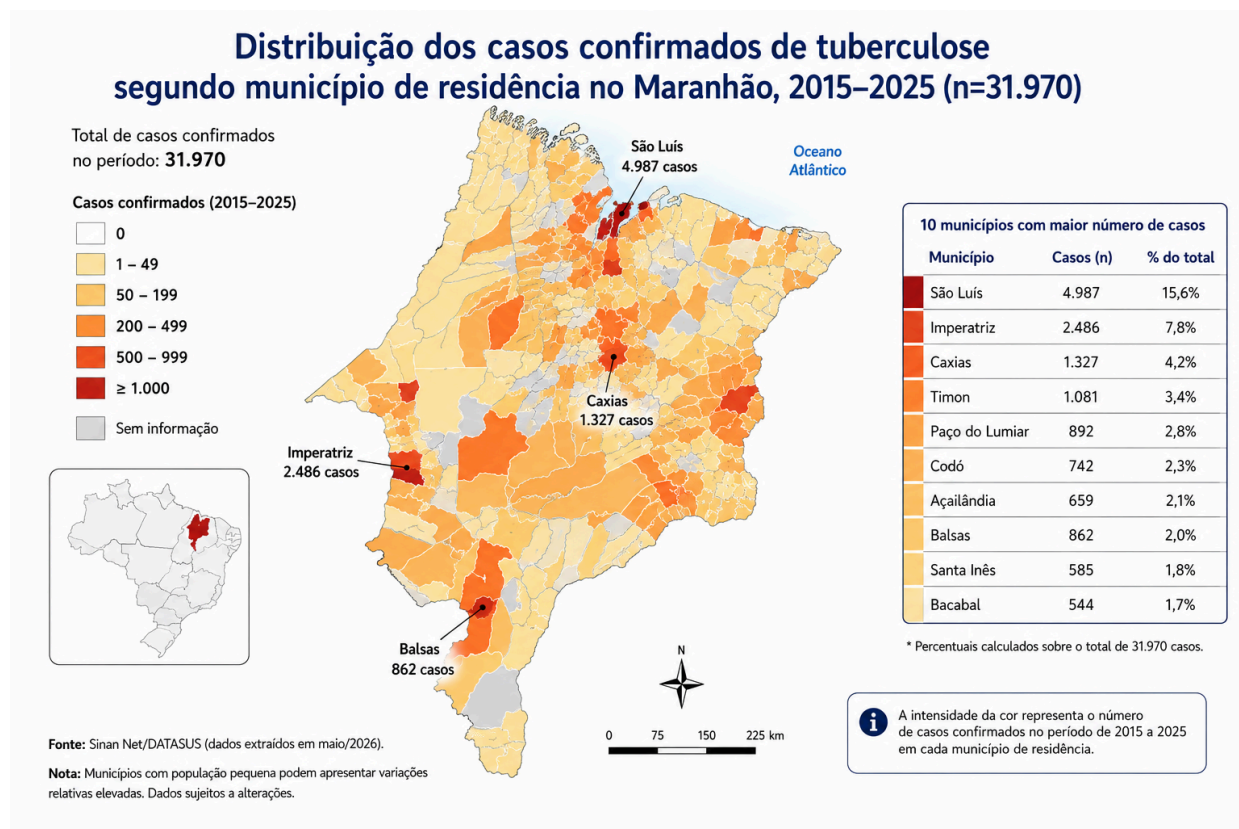 Distribuição dos casos confirmados de tuberculose
segundo município de residência no Maranhão, 2015–2025 (n=31.970)
Total de casos confirmados
no período: 31.970
Casos confirmados (2015–2025)
0
1 – 49
50 – 199
200 – 499
500 – 999
≥ 1.000
Sem informação
São Luís
4.987 casos
Oceano
Atlântico
Caxias
1.327 casos
Imperatriz
2.486 casos
Balsas
862 casos
N
0 75 150 225 km
10 municípios com maior número de casos
Município Casos (n) % do total
São Luís 4.987 15,6%
Imperatriz 2.486 7,8%
Caxias 1.327 4,2%
Timon 1.081 3,4%
Paço do Lumiar 892 2,8%
Codó 742 2,3%
Açailândia 659 2,1%
Balsas 862 2,0%
Santa Inês 585 1,8%
Bacabal 544 1,7%
* Percentuais calculados sobre o total de 31.970 casos.
A intensidade da cor representa o número
de casos confirmados no período de 2015 a 2025
em cada município de residência.
Fonte: Sinan Net/DATASUS (dados extraídos em maio/2026).
Nota: Municípios com população pequena podem apresentar variações
relativas elevadas. Dados sujeitos a alterações.